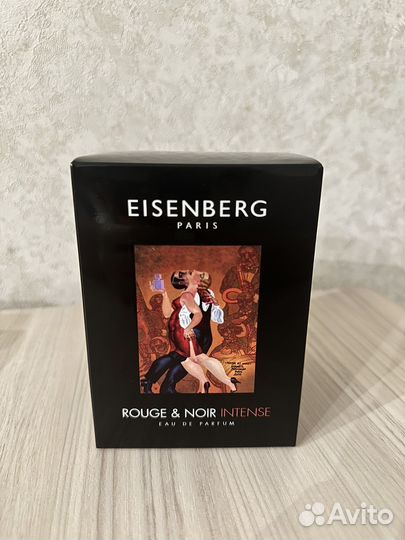 EISENBERG
PARIS
ROUGE & NOIR INTENSE
EAU DE PARFUM
Avito